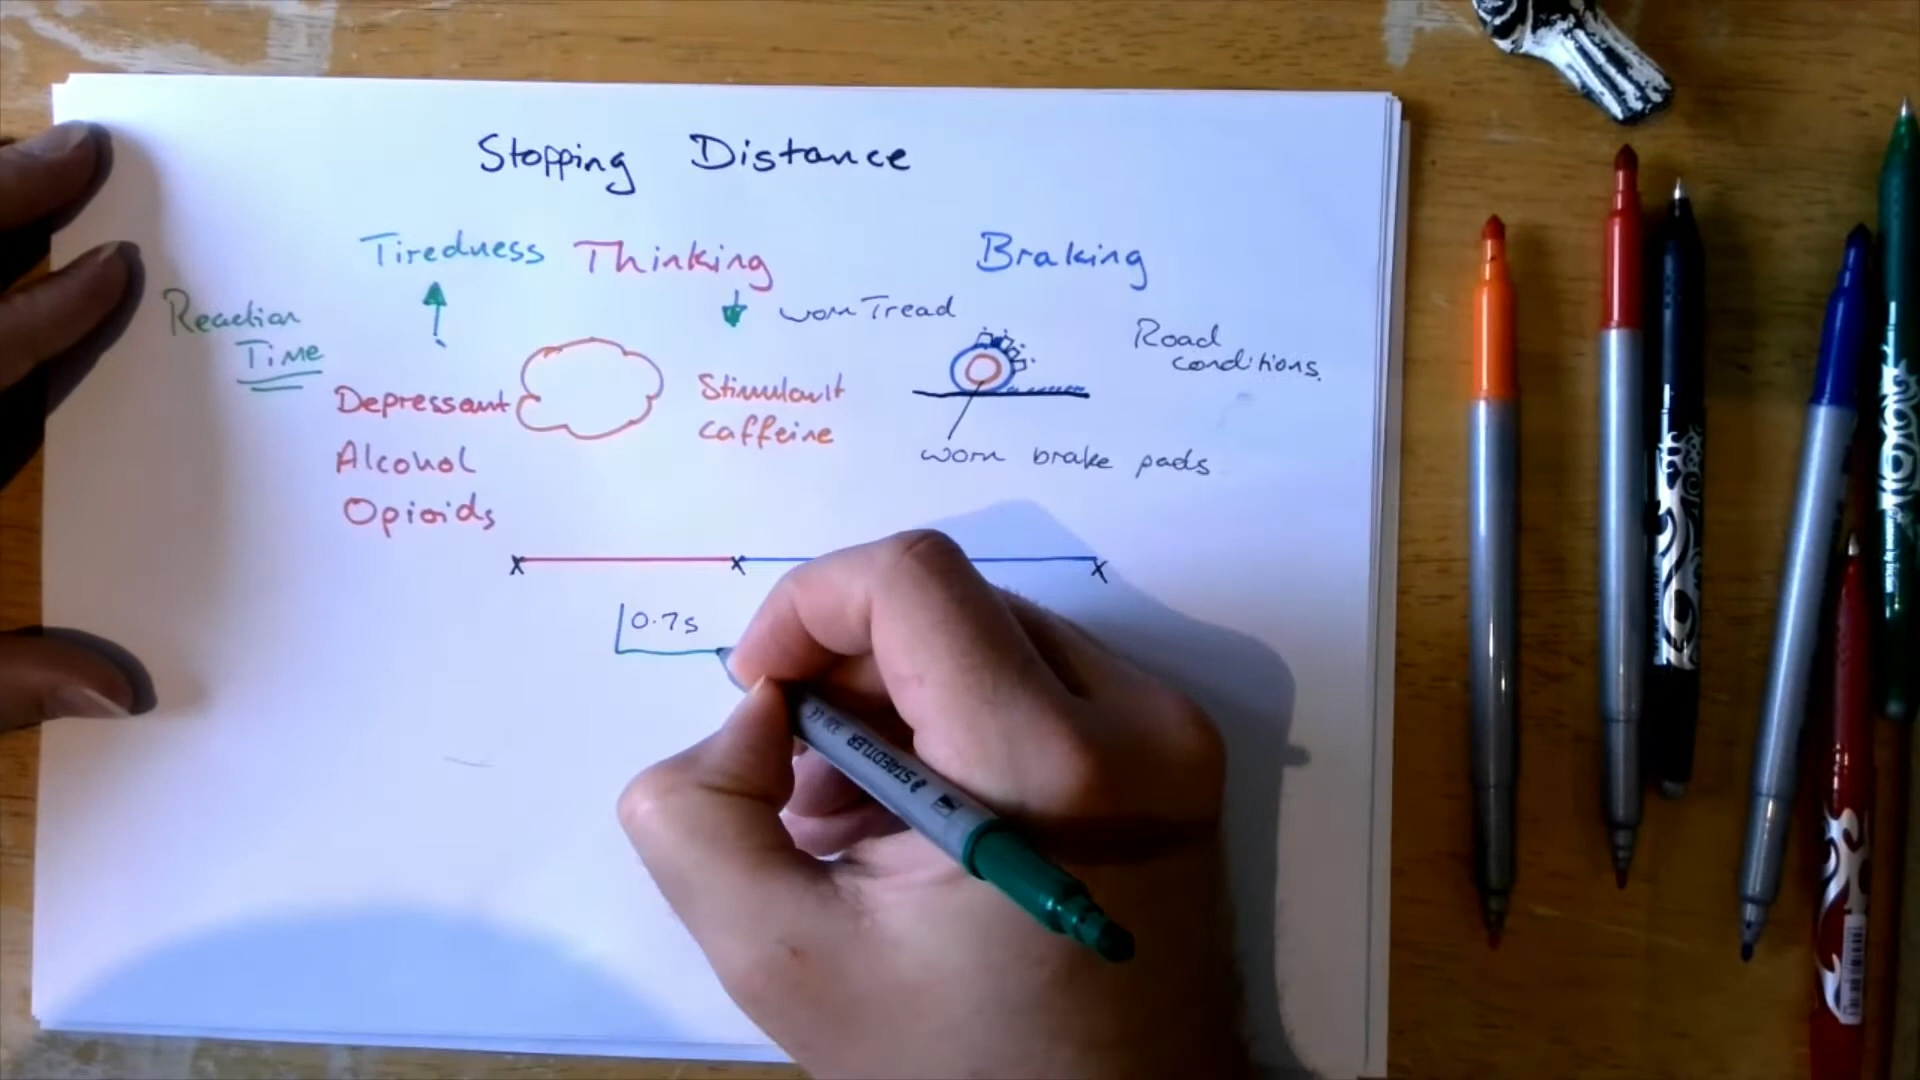 Stopping Distance
Tiredness
Thinking
Braking
Reaction
Time
worn Tread
Road
conditions.
Depressant
Alcohol
Opioids
Stimulant
caffeine
worn brake pads
x x x
0.7s
STAEDTLER